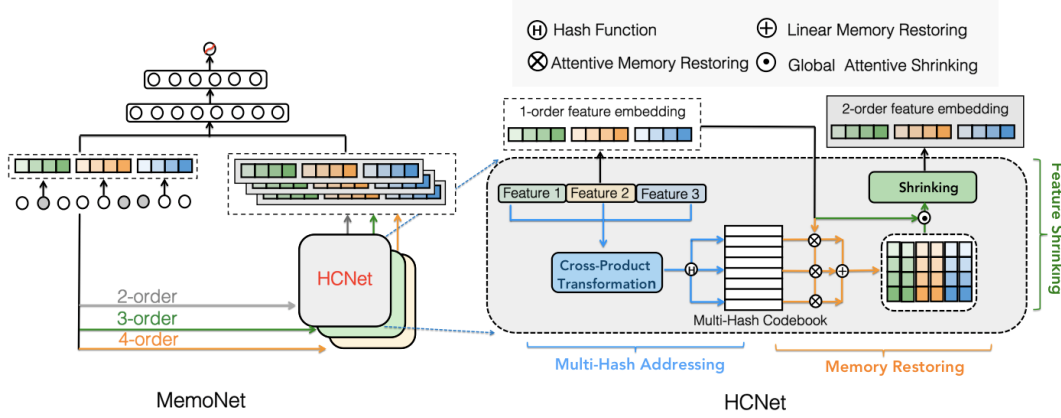 Hash Function
Linear Memory Restoring
Attentive Memory Restoring
Global Attentive Shrinking
1-order feature embedding
2-order feature embedding
Feature 1
Feature 2
Feature 3
Shrinking
Feature Shrinking
HCNet
Cross-Product
Transformation
H
Multi-Hash Codebook
2-order
3-order
4-order
Multi-Hash Addressing
Memory Restoring
MemoNet
HCNet